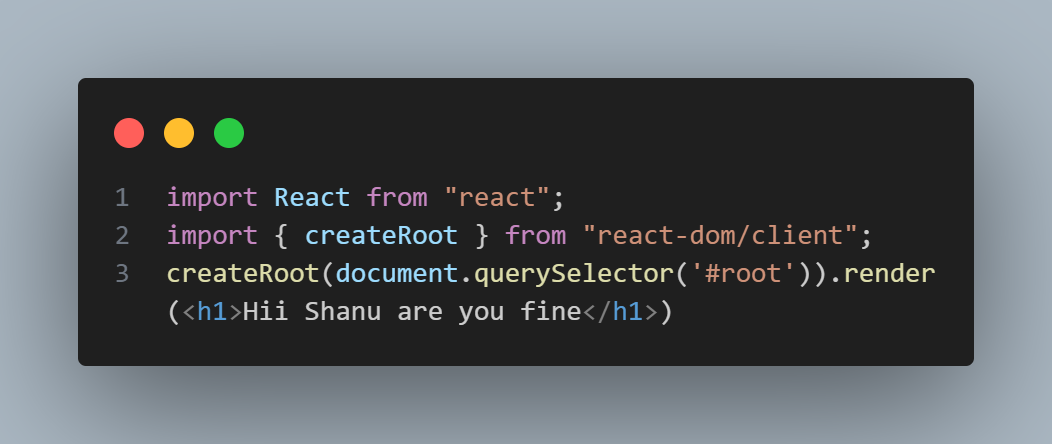 1 import React from "react";
2 import { createRoot } from "react-dom/client";
3 createRoot(document.querySelector('#root')).render
(<h1>Hii Shanu are you fine</h1>)